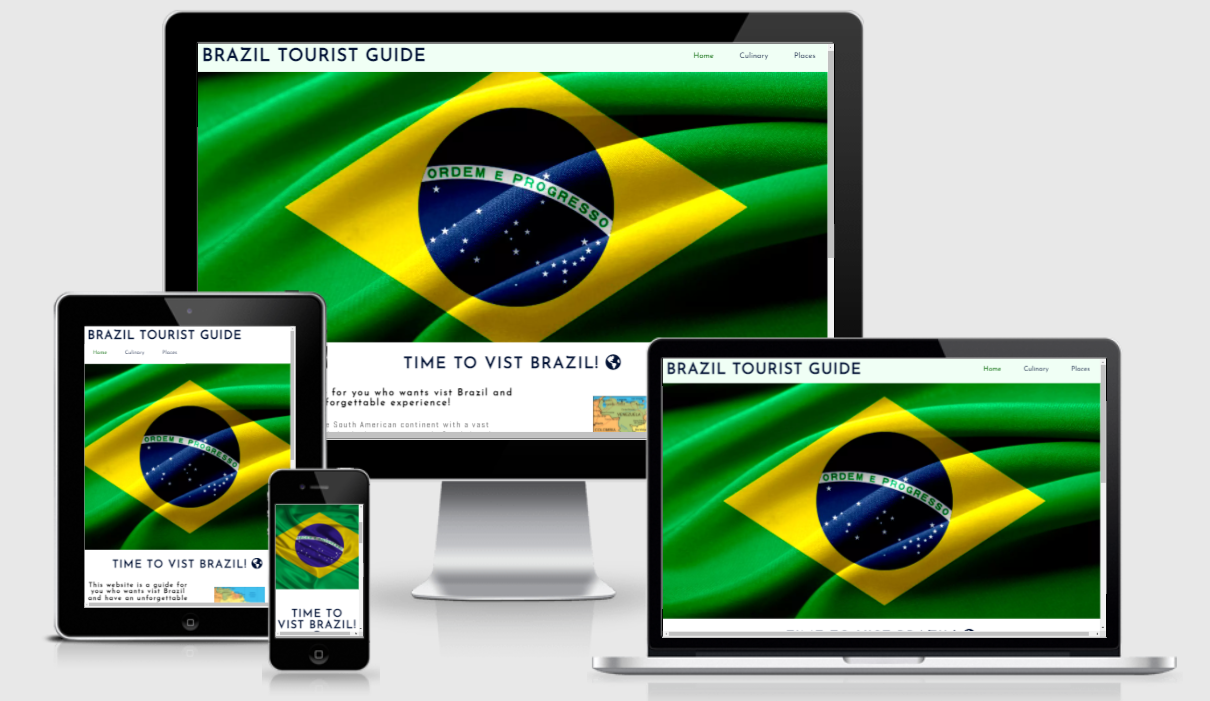 BRAZIL TOURIST GUIDE
Home Culinary Places
ORDEM E PROGRESSO
TIME TO VIST BRAZIL!
for you who wants vist Brazil and
forgettable experience!
South American continent with a vast
BRAZIL TOURIST GUIDE
Home Culinary Places
ORDEM E PROGRESSO
TIME TO VIST BRAZIL!
This website is a guide for
you who wants vist Brazil
and have an unforgettable
TIME TO
VIST BRAZIL!
BRAZIL TOURIST GUIDE
Home Culinary Places
ORDEM E PROGRESSO